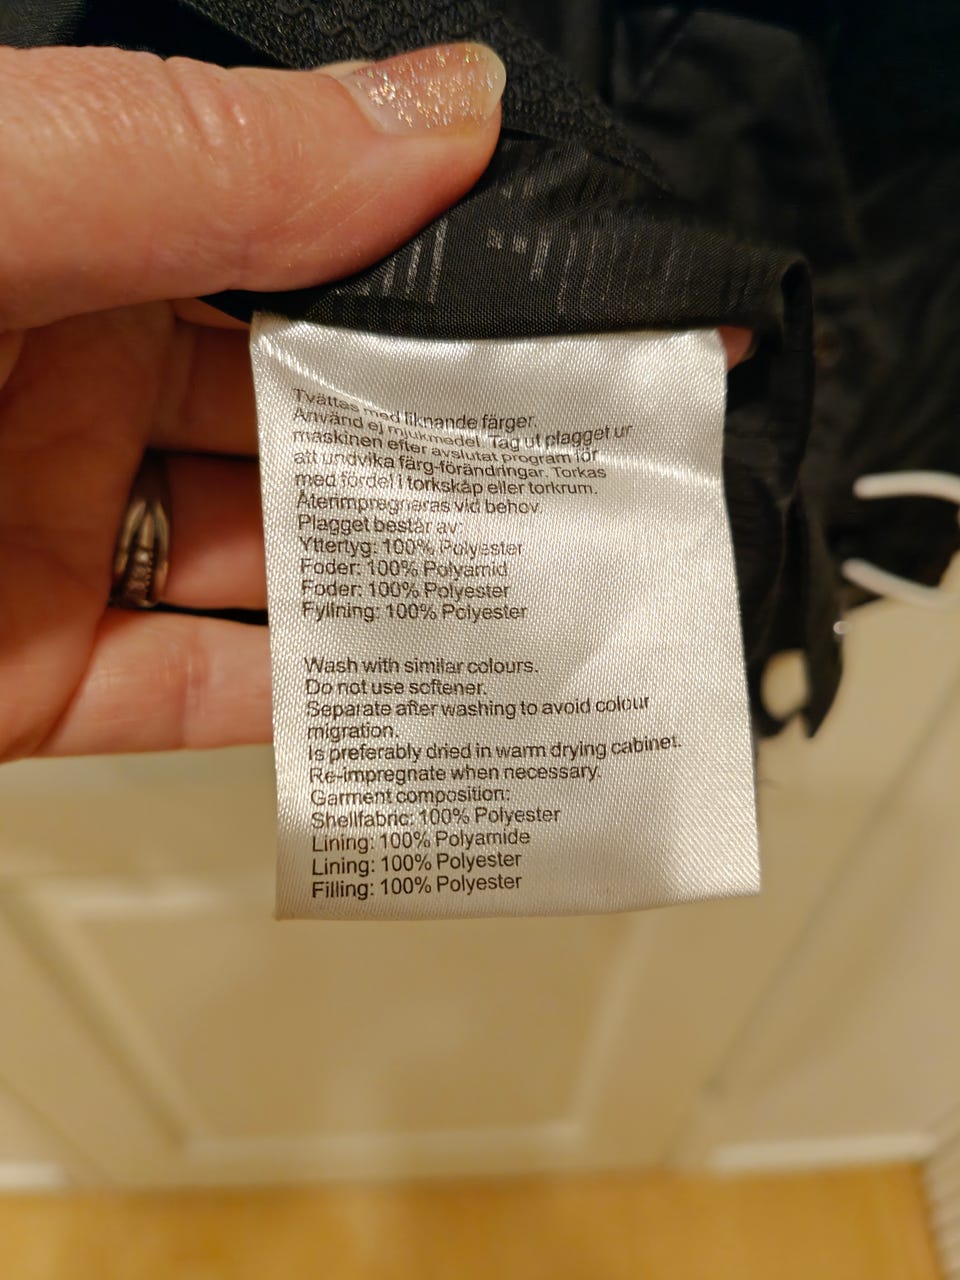 Tvättas med liknande färger.
Använd ej mjukmedel. Tag ut plagget ur
maskinen efter avslutat program för
att undvika färg-förändringar. Torkas
med fördel i torkskåp eller torkrum.
Återimpregneras vid behov.
Plagget består av:
Yttertyg: 100% Polyester
Foder: 100% Polyamid
Foder: 100% Polyester
Fyllning: 100% Polyester
Wash with similar colours.
Do not use softener.
Separate after washing to avoid colour
migration.
Is preferably dried in warm drying cabinet.
Re-impregnate when necessary.
Garment composition:
Shellfabric: 100% Polyester
Lining: 100% Polyamide
Lining: 100% Polyester
Filling: 100% Polyester